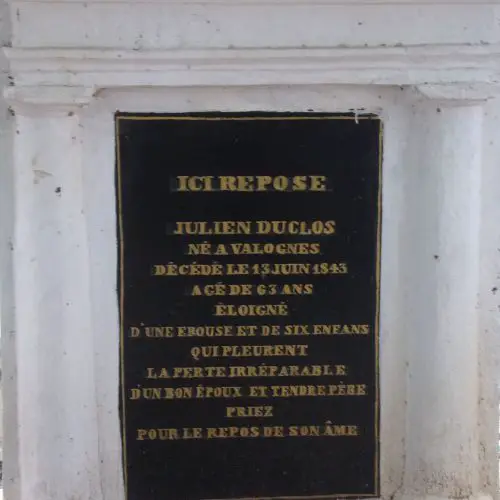 ICI REPOSE
JULIEN DUCLOS
NÉ A VALOGNES
DÉCÉDÉ LE 13 JUIN 1843
AGÉ DE 63 ANS
ÉLOIGNÉ
D'UNE EBOUSE ET DE SIX ENFANS
QUI PLEURENT
LA PERTE IRRÉPARABLE
D'UN BON ÉPOUX ET TENDRE PÈRE
PRIEZ
POUR LE REPOS DE SON ÂME